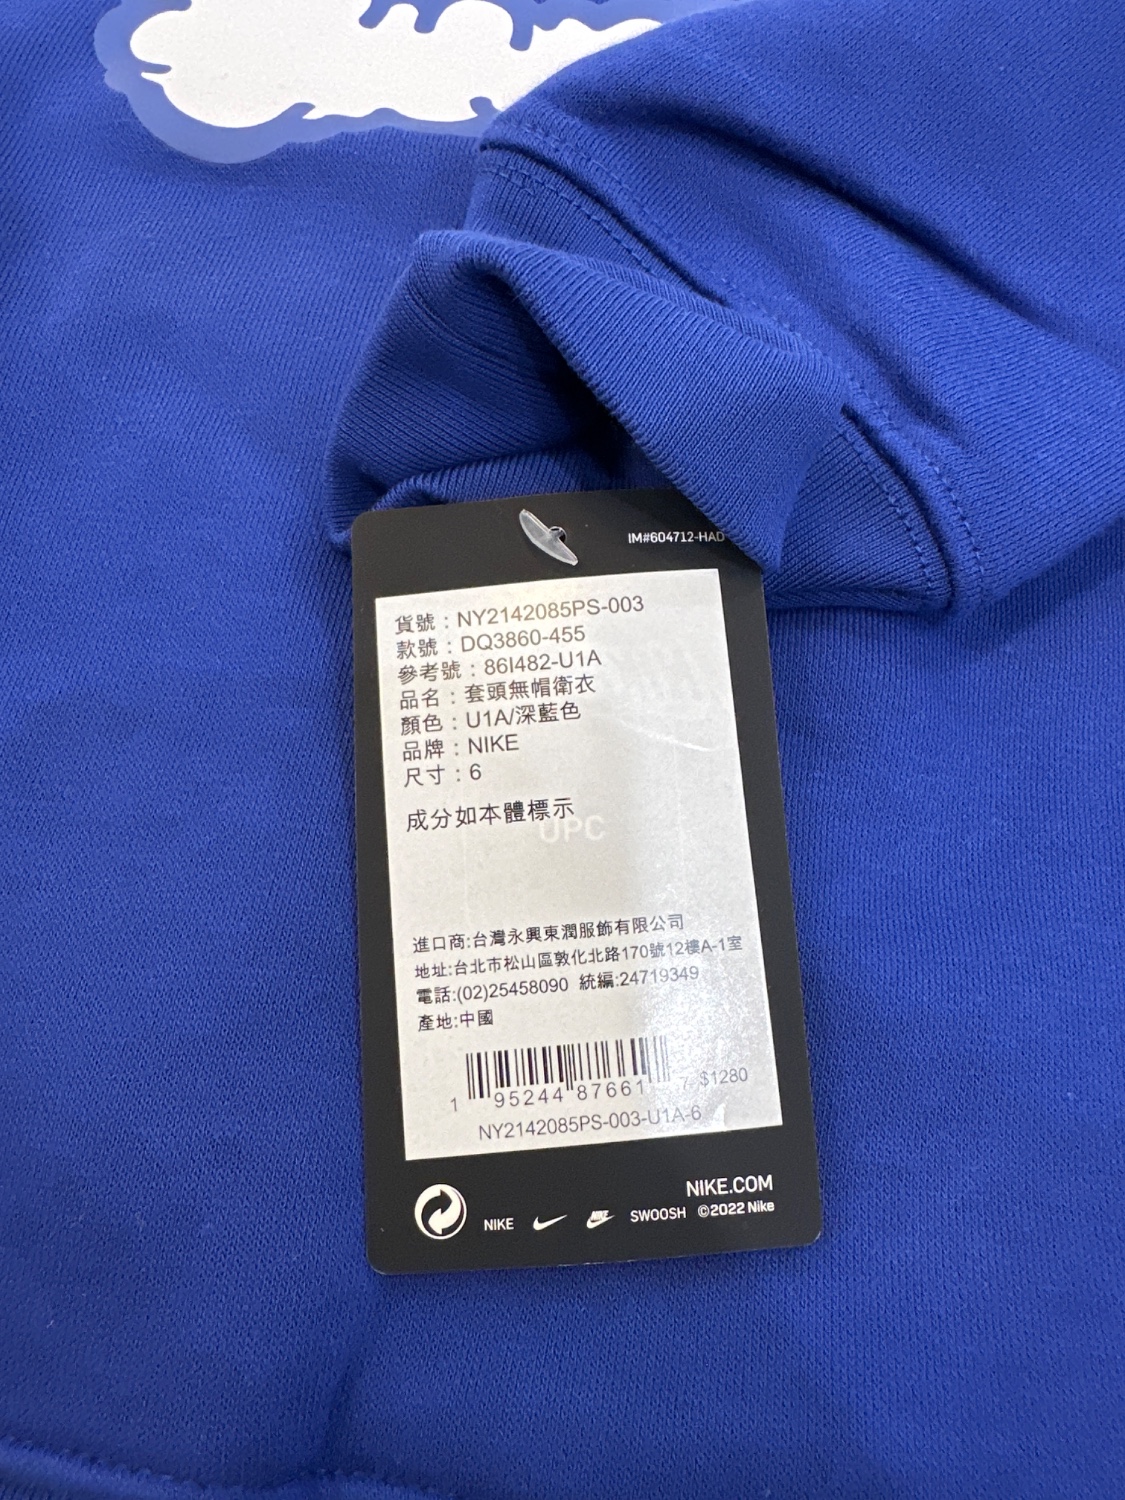 IM#604712-HAD
貨號：NY2142085PS-003
款號：DQ3860-455
參考號：86I482-U1A
品名：套頭無帽衛衣
顏色：U1A/深藍色
品牌：NIKE
尺寸：6
成分如本體標示
UPC
進口商:台灣永興東潤服飾有限公司
地址:台北市松山區敦化北路170號12樓A-1室
電話:(02)25458090 統編:24719349
產地:中國
1 95244 87661 7 $1280
NY2142085PS-003-U1A-6
NIKE.COM
NIKE NIKE SWOOSH ©2022 Nike